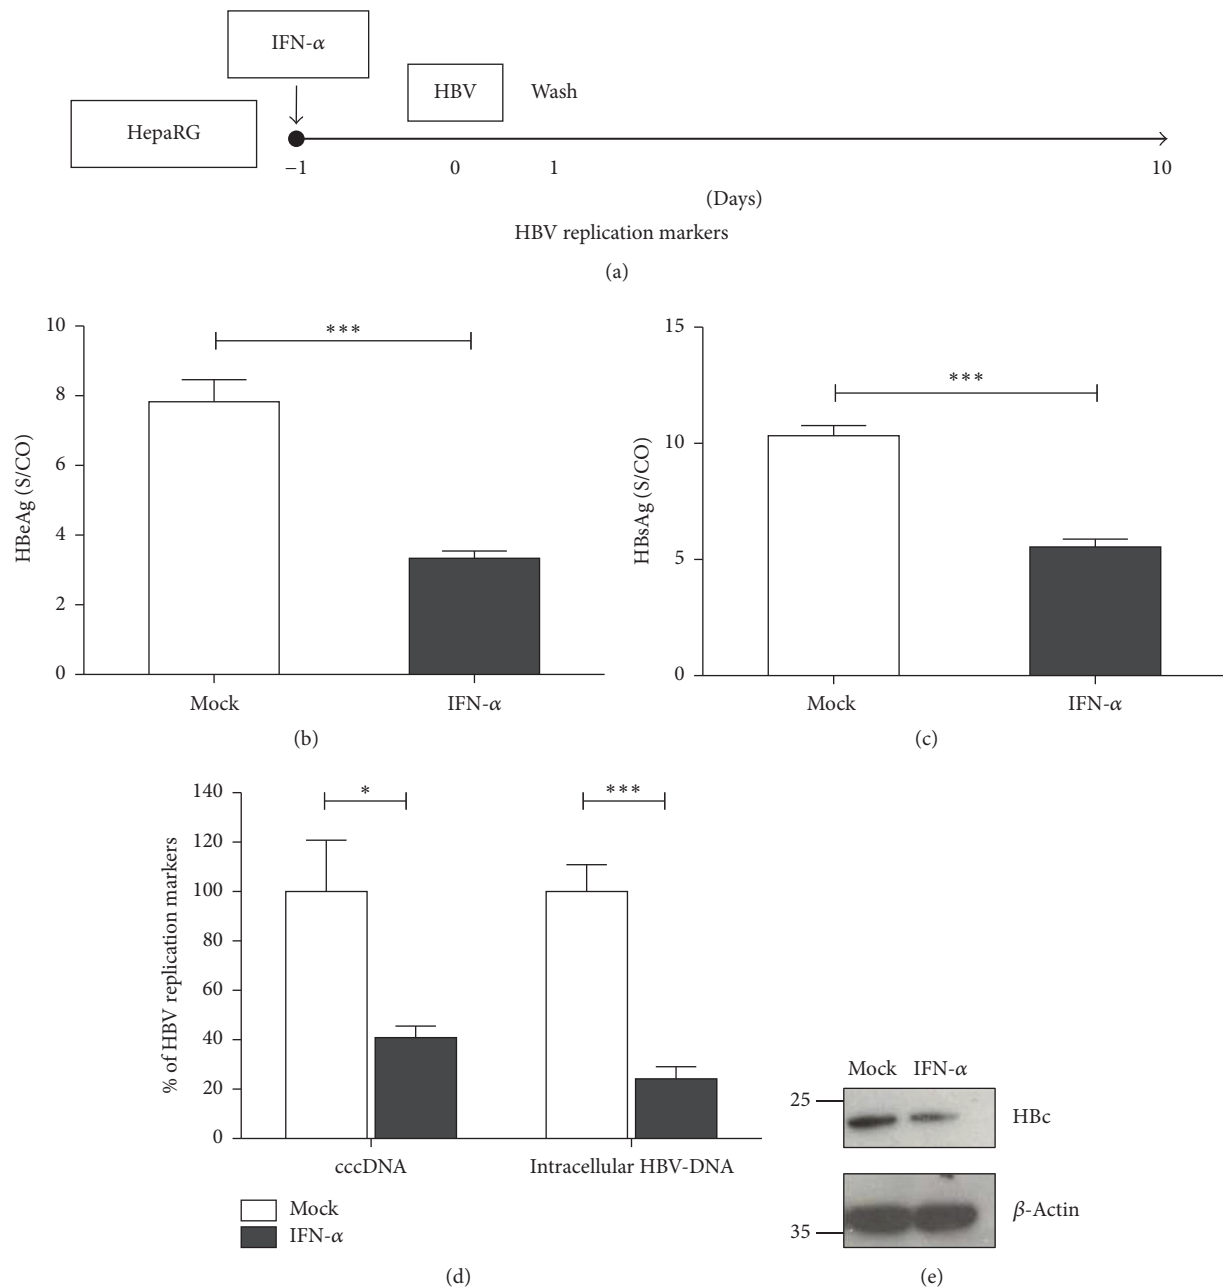 IFN-α
HBV
Wash
HepaRG
−1
0
1
10
(Days)
HBV replication markers
(a)
10
8
6
4
2
0
HBeAg (S/CO)
***
Mock
IFN-α
(b)
15
10
5
0
HBsAg (S/CO)
***
Mock
IFN-α
(c)
140
120
100
80
60
40
20
0
% of HBV replication markers
*
***
cccDNA
Intracellular HBV-DNA
Mock
IFN-α
(d)
Mock
IFN-α
25
HBc
35
β-Actin
(e)